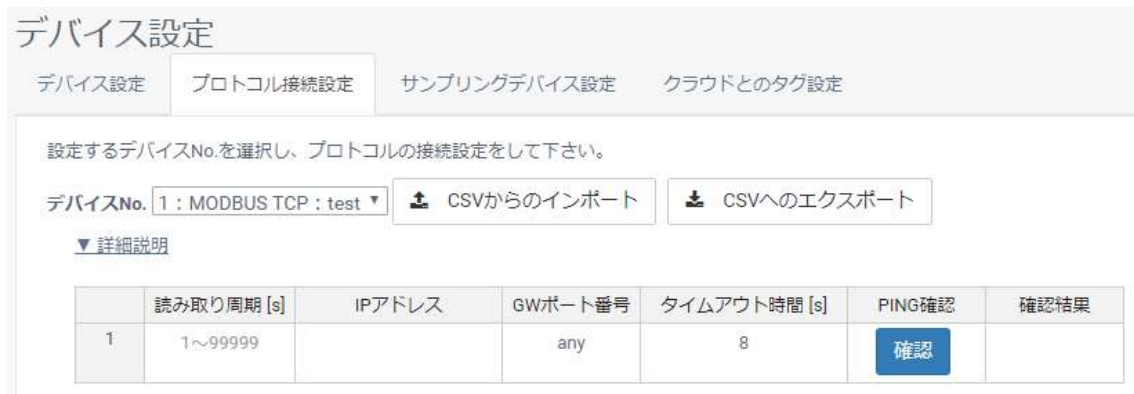 デバイス設定
デバイス設定 プロトコル接続設定 サンプリングデバイス設定 クラウドとのタグ設定
設定するデバイスNo.を選択し、プロトコルの接続設定をして下さい。
デバイスNo. 1：MODBUS TCP：test ▼ CSVからのインポート CSVへのエクスポート
▼ 詳細説明
読み取り周期 [s] IPアドレス GWポート番号 タイムアウト時間 [s] PING確認 確認結果
1 1～99999 any 8 確認